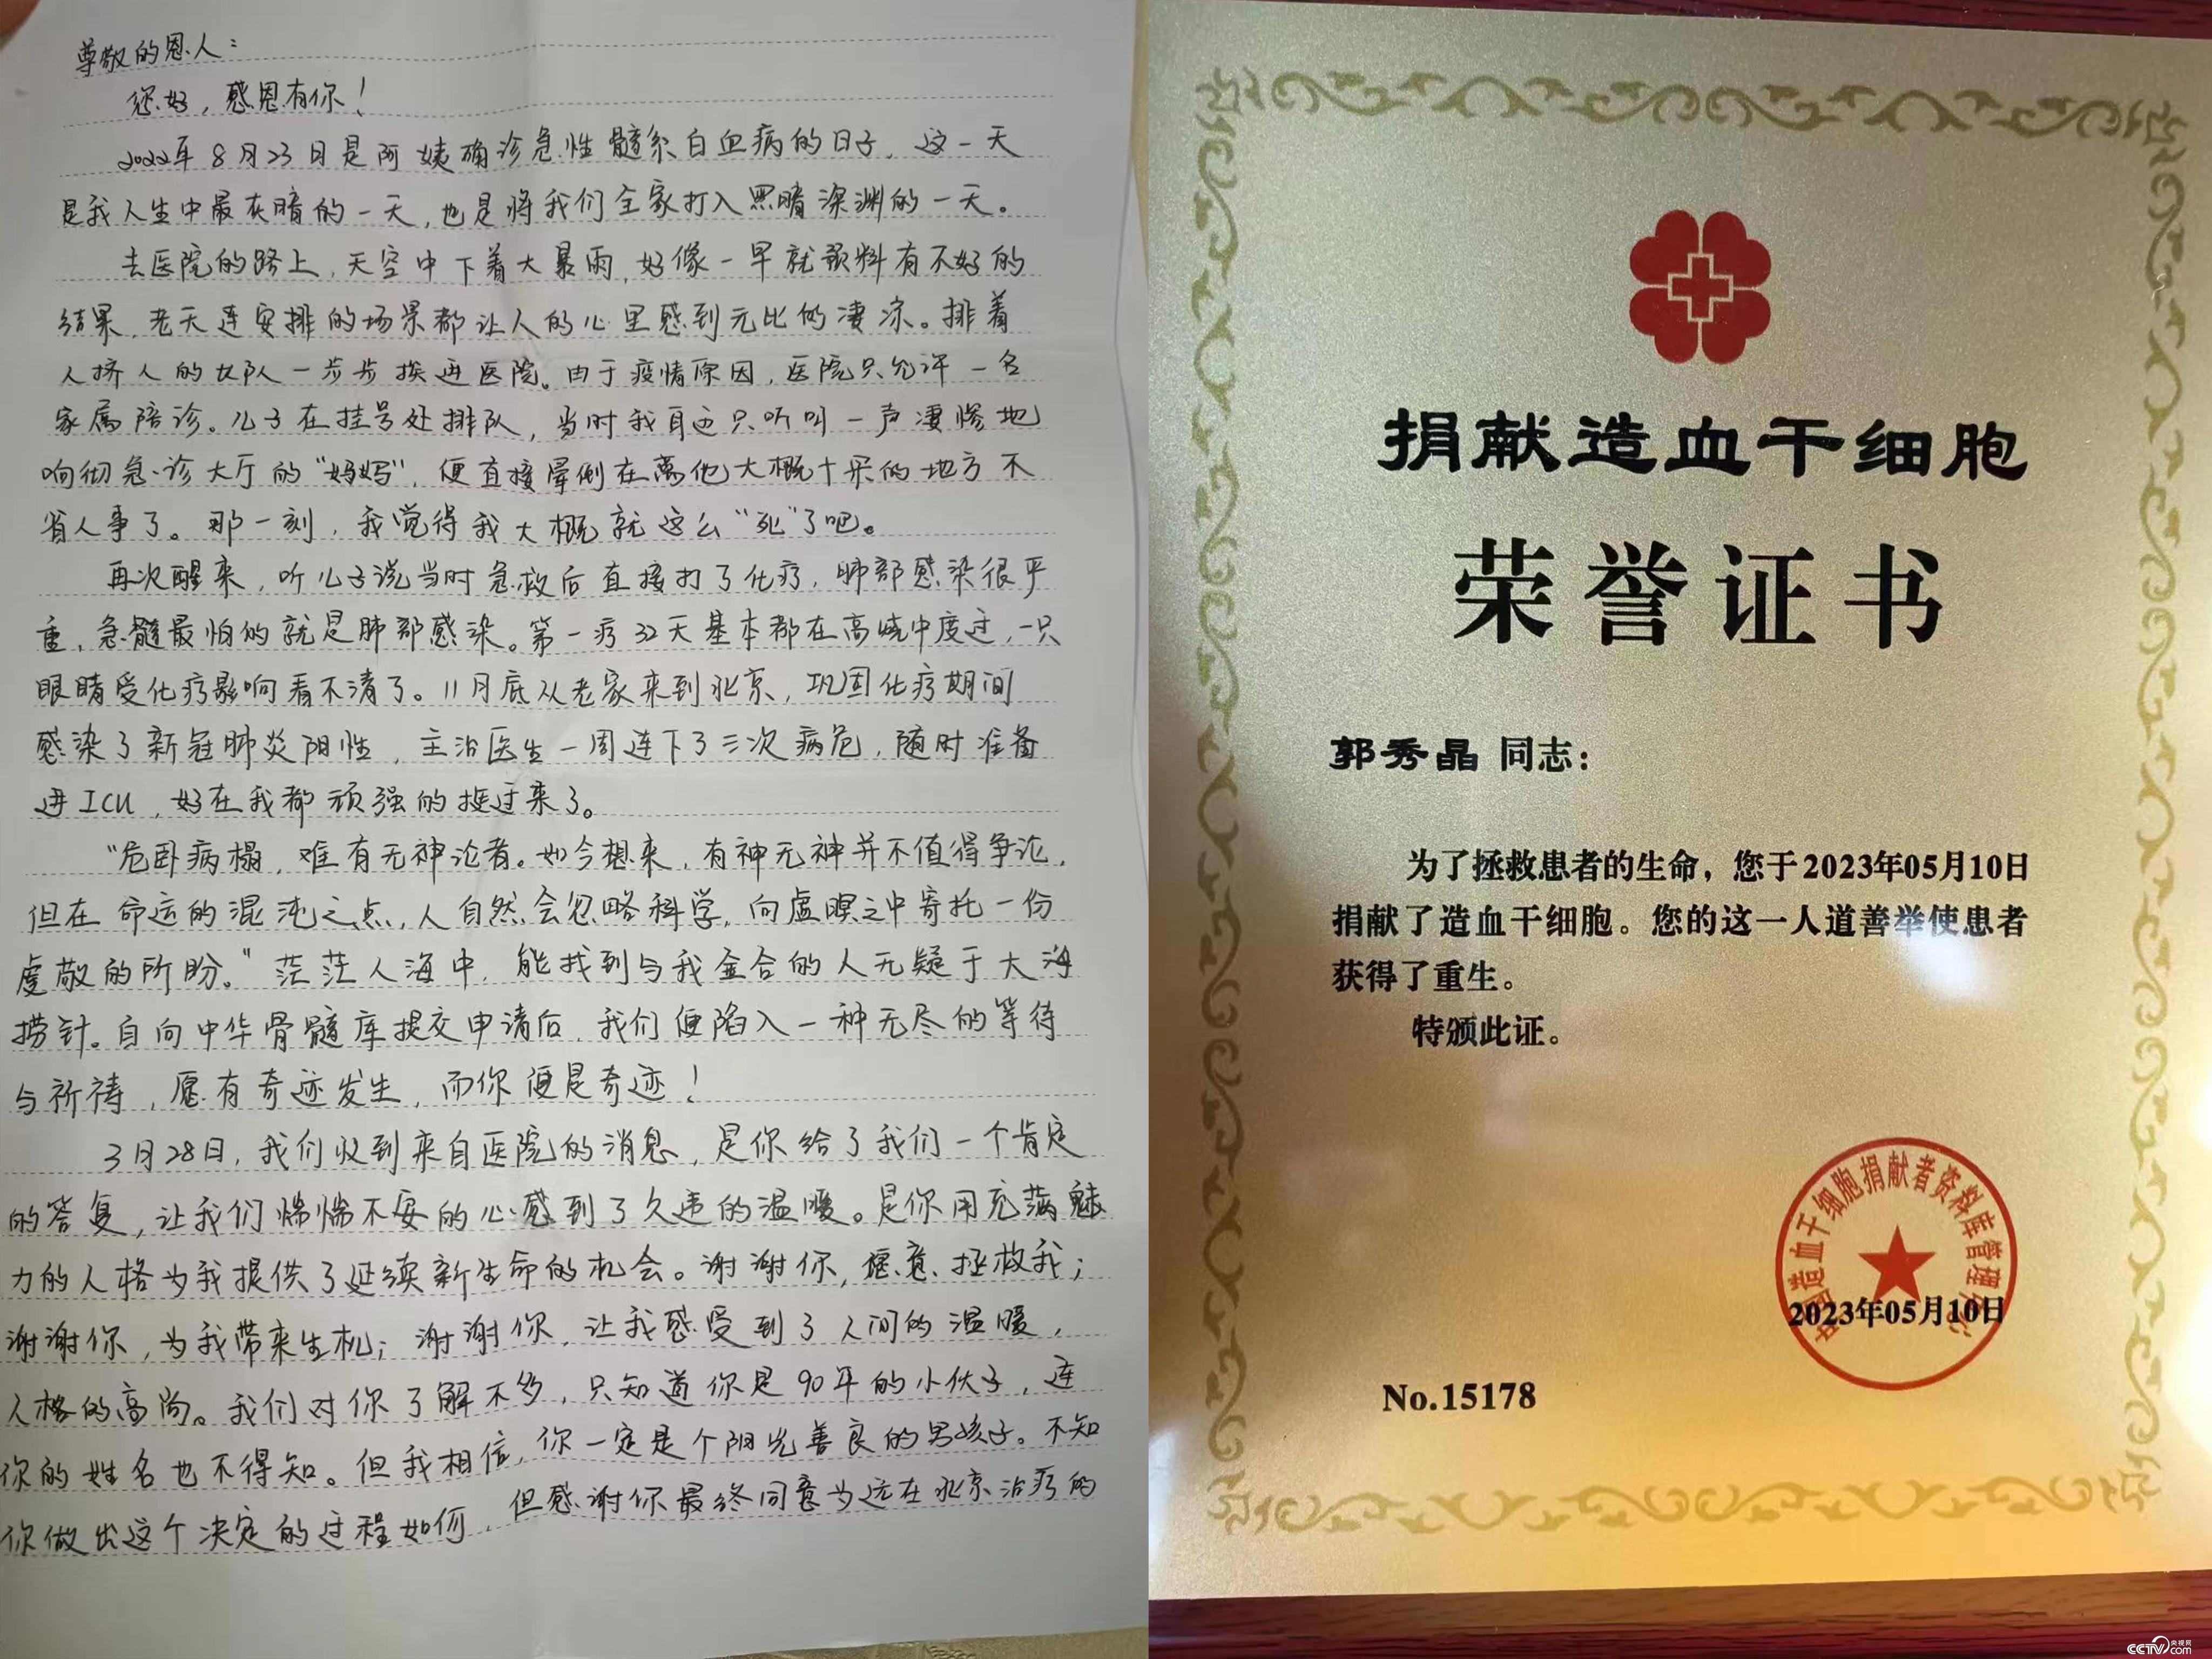 尊敬的恩人：
您好，感恩有你！
2022年8月23日是阿姨确诊急性髓系白血病的日子，这一天
是我人生中最灰暗的一天，也是将我们全家打入黑暗深渊的一天。
去医院的路上，天空中下着大暴雨，好像一早就预料有不好的
结果，老天连安排的场景都让人的心里感到无比的凄凉。排着
人挤人的长队一步步挨进医院。由于疫情原因，医院只允许一名
家属陪诊。儿子在挂号处排队，当时我耳边只听叫一声凄惨地
响彻急诊大厅的“妈妈”，便直接晕倒在离他大概十米的地方不
省人事了。那一刻，我觉得我大概就这么“死”了吧。
再次醒来，听儿子说当时急救后直接打了化疗，肺部感染很严
重，急髓最怕的就是肺部感染。第一疗32天基本都在高烧中度过，一只
眼睛受化疗影响看不清了。11月底从老家来到北京，巩固化疗期间
感染了新冠肺炎阳性，主治医生一周连下了三次病危，随时准备
进ICU，好在我都顽强的挺过来了。
“危卧病榻，难有无神论者。如今想来，有神无神并不值得争论，
但在命运的混沌之点，人自然会忽略科学，向虚暝之中寄托一份
虔敬的所盼。”茫茫人海中，能找到与我全合的人无疑于大海
捞针。自向中华骨髓库提交申请后，我们便陷入一种无尽的等待
与祈祷，愿有奇迹发生，而你便是奇迹！
3月28日，我们收到来自医院的消息，是你给了我们一个肯定
的答复，让我们惴惴不安的心感到了久违的温暖。是你用充满魅
力的人格为我提供了延续新生命的机会。谢谢你，愿意拯救我；
谢谢你，为我带来生机；谢谢你，让我感受到了人间的温暖，
人格的高尚。我们对你了解不多，只知道你是90年的小伙子，连
你的姓名也不得知。但我相信，你一定是个阳光善良的男孩子。不知
你做出这个决定的过程如何，但感谢你最终同意为远在北京治疗的
捐献造血干细胞
荣誉证书
郭秀晶 同志：
为了拯救患者的生命，您于2023年05月10日
捐献了造血干细胞。您的这一人道善举使患者
获得了重生。
特颁此证。
中国造血干细胞捐献者资料库管理中心
2023年05月10日
No.15178
CCTV 央视网
com